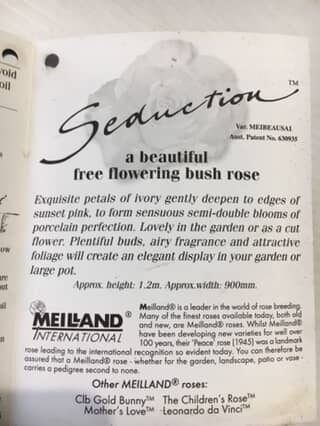 void
oil
Seduction™
Var. MEIBEAUSAI
Aust. Patent No. 630935
a beautiful
free flowering bush rose
Exquisite petals of ivory gently deepen to edges of
sunset pink, to form sensuous semi-double blooms of
porcelain perfection. Lovely in the garden or as a cut
flower. Plentiful buds, airy fragrance and attractive
foliage will create an elegant display in your garden or
large pot.
Approx. height: 1.2m. Approx.width: 900mm.
MEILLAND®
INTERNATIONAL
Meilland® is a leader in the world of rose breeding.
Many of the finest roses available today, both old
and new, are Meilland® roses. Whilst Meilland®
have been developing new varieties for well over
100 years, their 'Peace' rose (1945) was a landmark
rose leading to the international recognition so evident today. You can therefore be
assured that a Meilland® rose - whether for the garden, landscape, patio or vase -
carries a pedigree second to none.
Other MEILLAND® roses:
Clb Gold Bunny™ The Children's Rose™
Mother's Love™ Leonardo da Vinci™